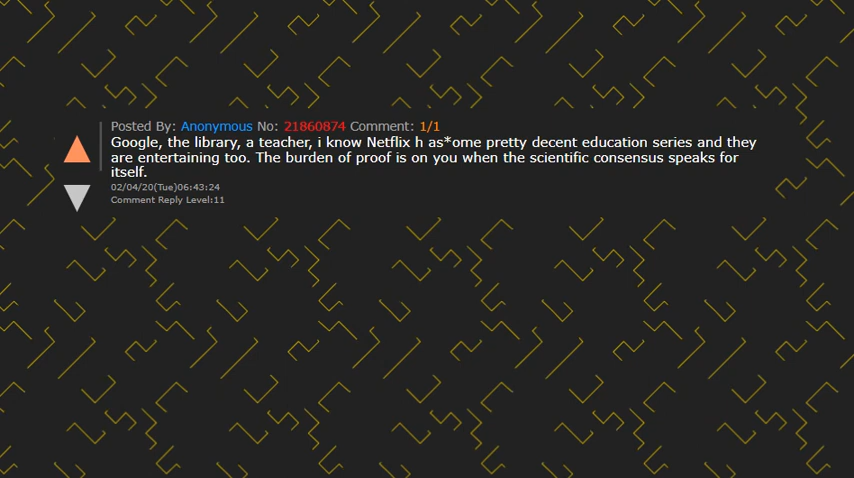 Posted By: Anonymous No: 21860874 Comment: 1/1
Google, the library, a teacher, i know Netflix h as*ome pretty decent education series and they
are entertaining too. The burden of proof is on you when the scientific consensus speaks for
itself.
02/04/20(Tue)06:43:24
Comment Reply Level:11